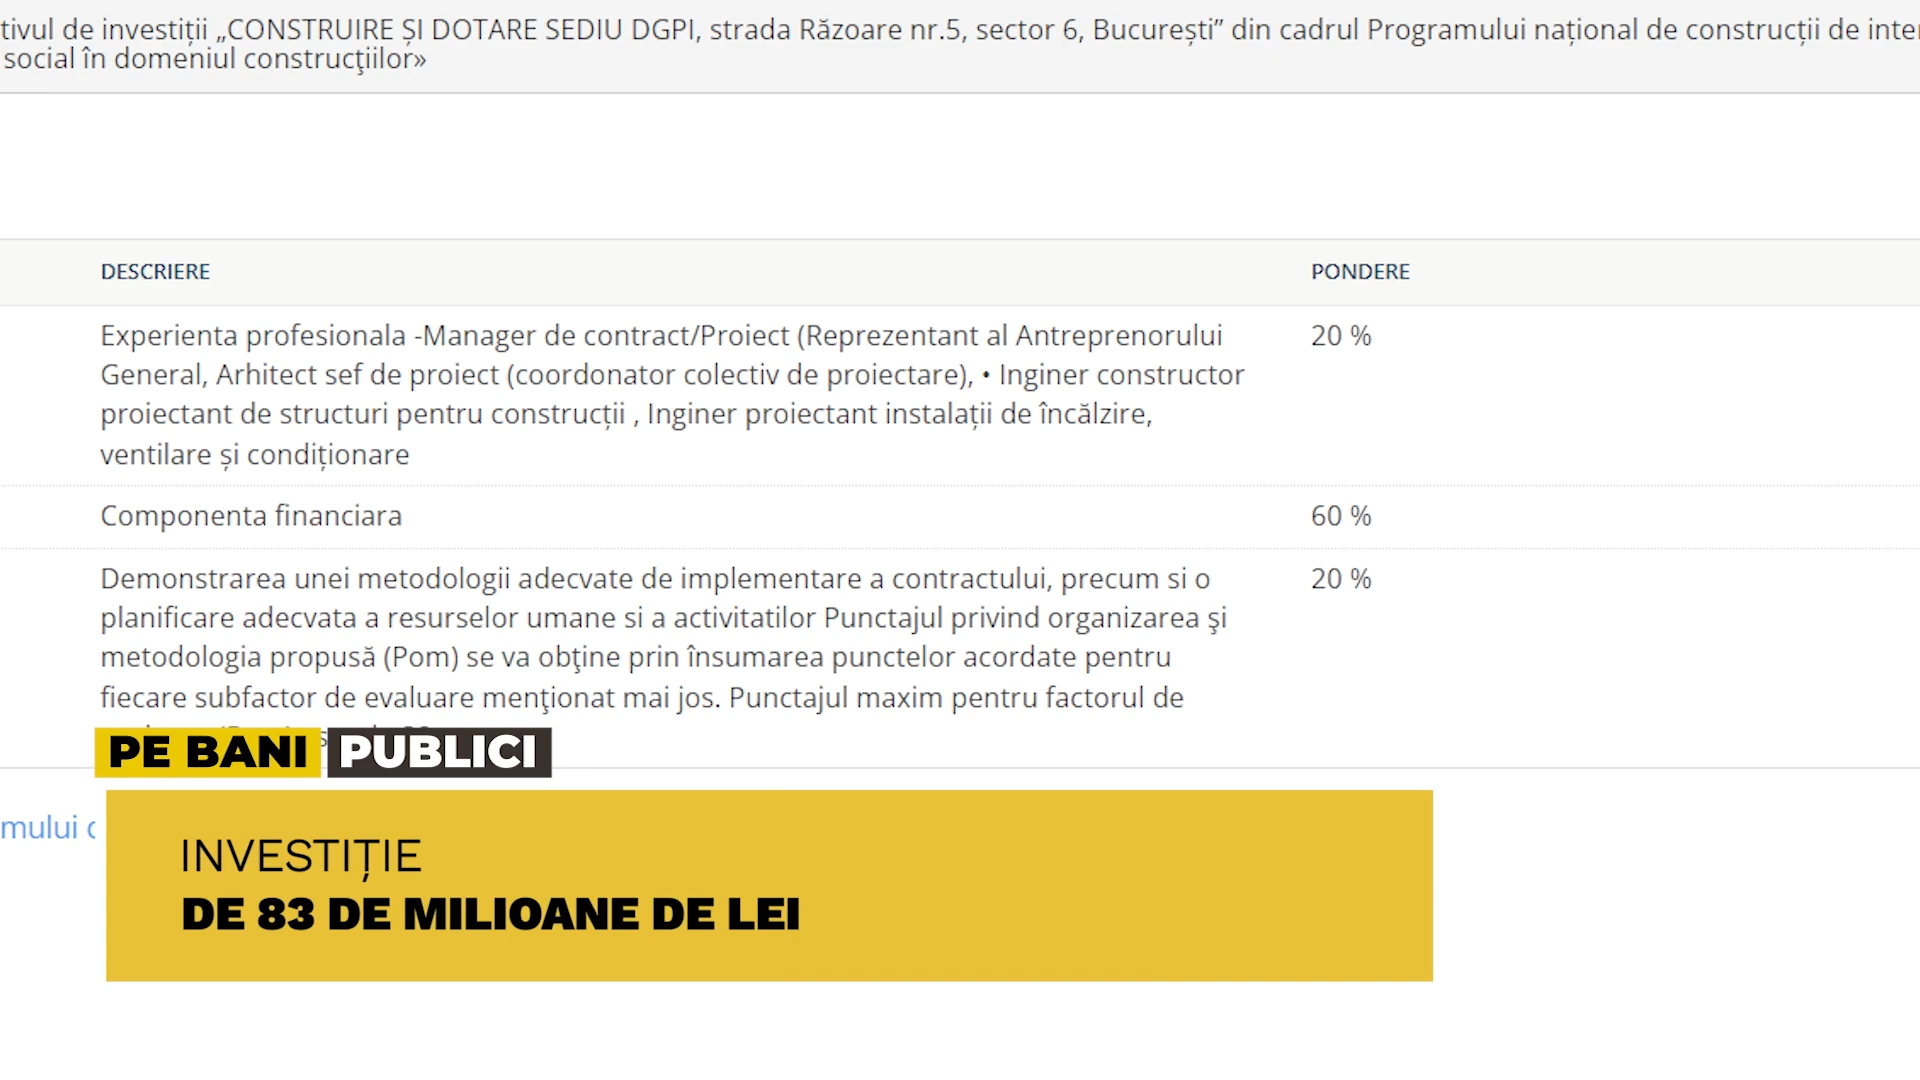 tivul de investiții „CONSTRUIRE ȘI DOTARE SEDIU DGPI, strada Răzoare nr.5, sector 6, București” din cadrul Programului național de construcții de inter
social în domeniul construcţiilor»
DESCRIERE PONDERE
Experienta profesionala -Manager de contract/Proiect (Reprezentant al Antreprenorului 20 %
General, Arhitect sef de proiect (coordonator colectiv de proiectare), • Inginer constructor
proiectant de structuri pentru construcții , Inginer proiectant instalații de încălzire,
ventilare și condiționare
Componenta financiara 60 %
Demonstrarea unei metodologii adecvate de implementare a contractului, precum si o 20 %
planificare adecvata a resurselor umane si a activitatilor Punctajul privind organizarea şi
metodologia propusă (Pom) se va obţine prin însumarea punctelor acordate pentru
fiecare subfactor de evaluare menţionat mai jos. Punctajul maxim pentru factorul de
PE BANI PUBLICI
mului
INVESTIȚIE
DE 83 DE MILIOANE DE LEI